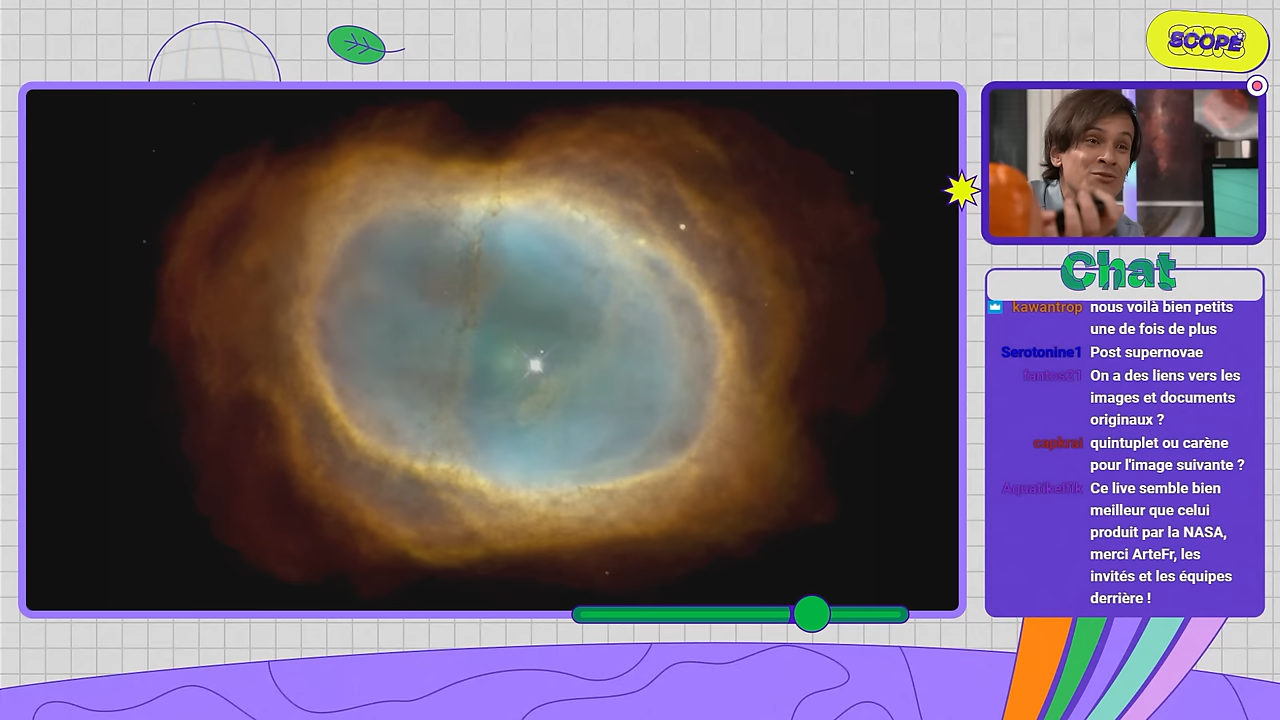 SCOPE
Chat
kawantrop nous voilà bien petits
une de fois de plus
Serotonine1 Post supernovae
fantos21 On a des liens vers les
images et documents
originaux ?
capkrai quintuplet ou carène
pour l'image suivante ?
Ce live semble bien
meilleur que celui
produit par la NASA,
merci ArteFr, les
invités et les équipes
derrière !